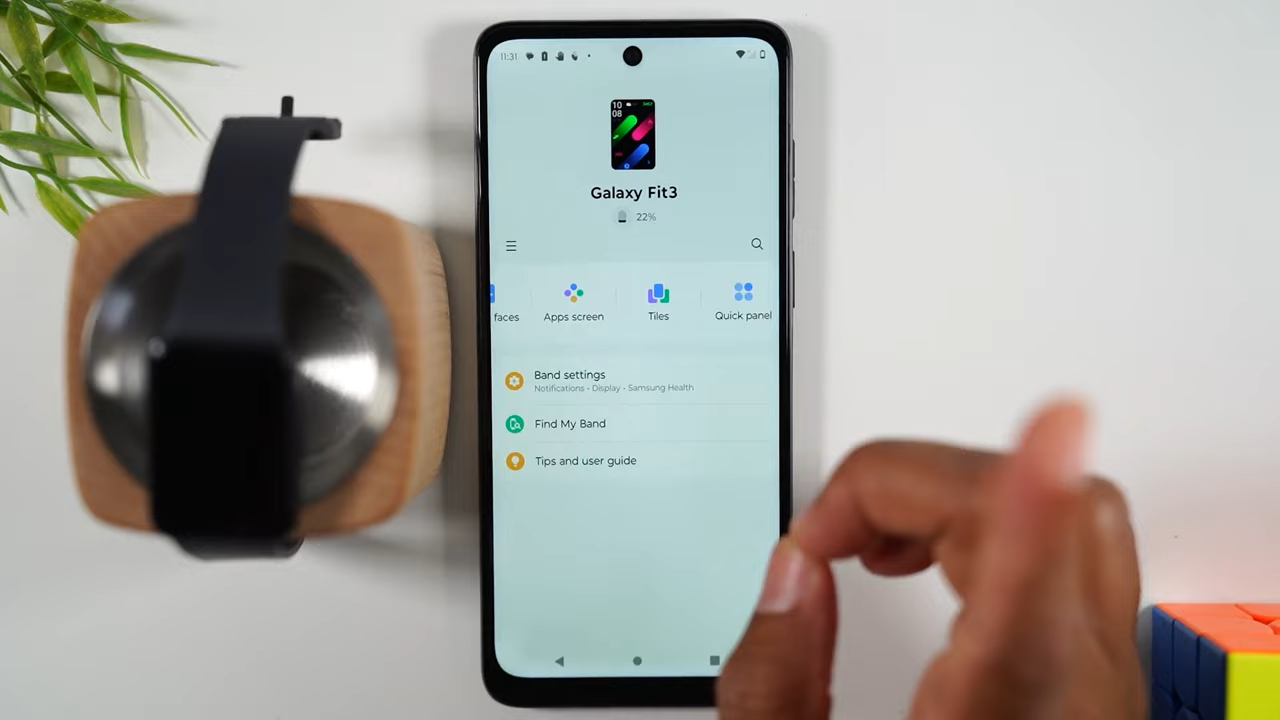 11:31
10
08
Galaxy Fit3
22%
faces
Apps screen
Tiles
Quick panel
Band settings
Notifications • Display • Samsung Health
Find My Band
Tips and user guide